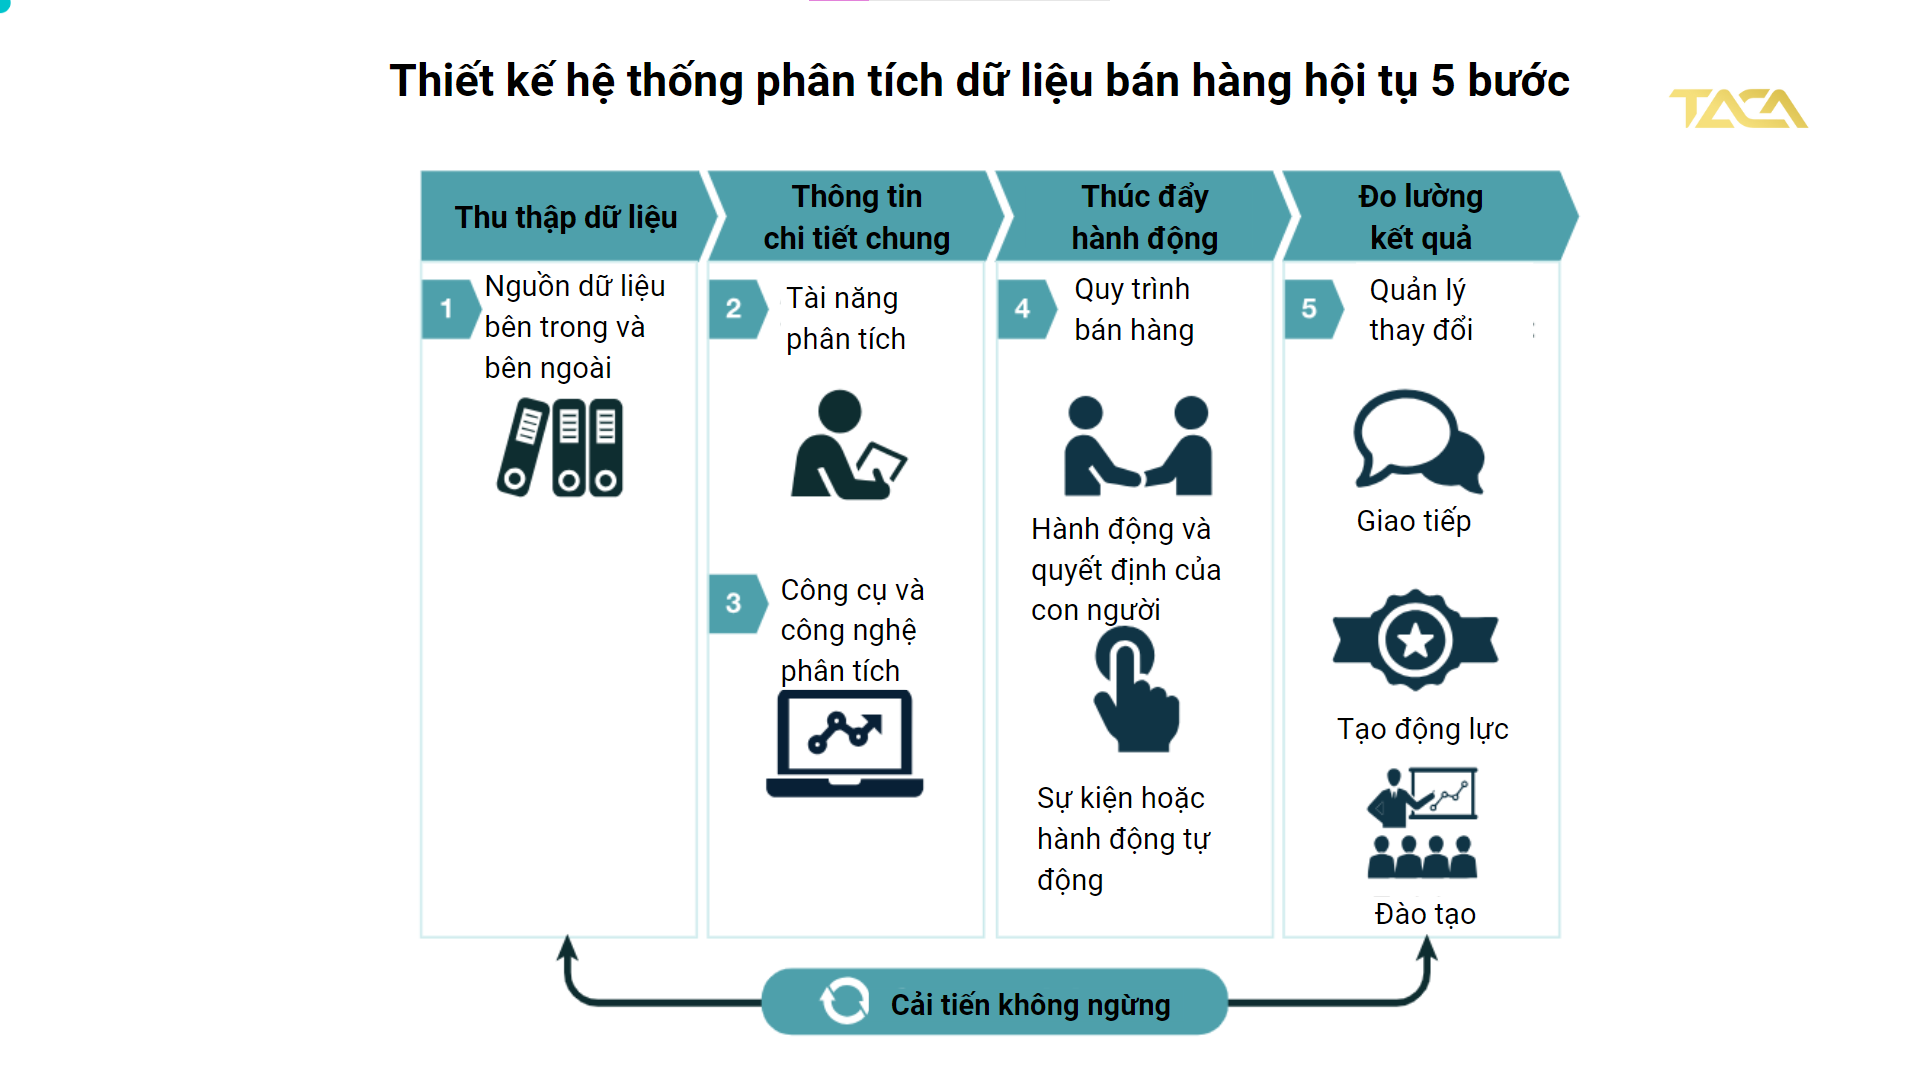 Thiết kế hệ thống phân tích dữ liệu bán hàng hội tụ 5 bước
TACA
Thu thập dữ liệu
Thông tin
chi tiết chung
Thúc đẩy
hành động
Đo lường
kết quả
1
Nguồn dữ liệu
bên trong và
bên ngoài
2
Tài năng
phân tích
3
Công cụ và
công nghệ
phân tích
4
Quy trình
bán hàng
Hành động và
quyết định của
con người
Sự kiện hoặc
hành động tự
động
5
Quản lý
thay đổi
Giao tiếp
Tạo động lực
Đào tạo
Cải tiến không ngừng